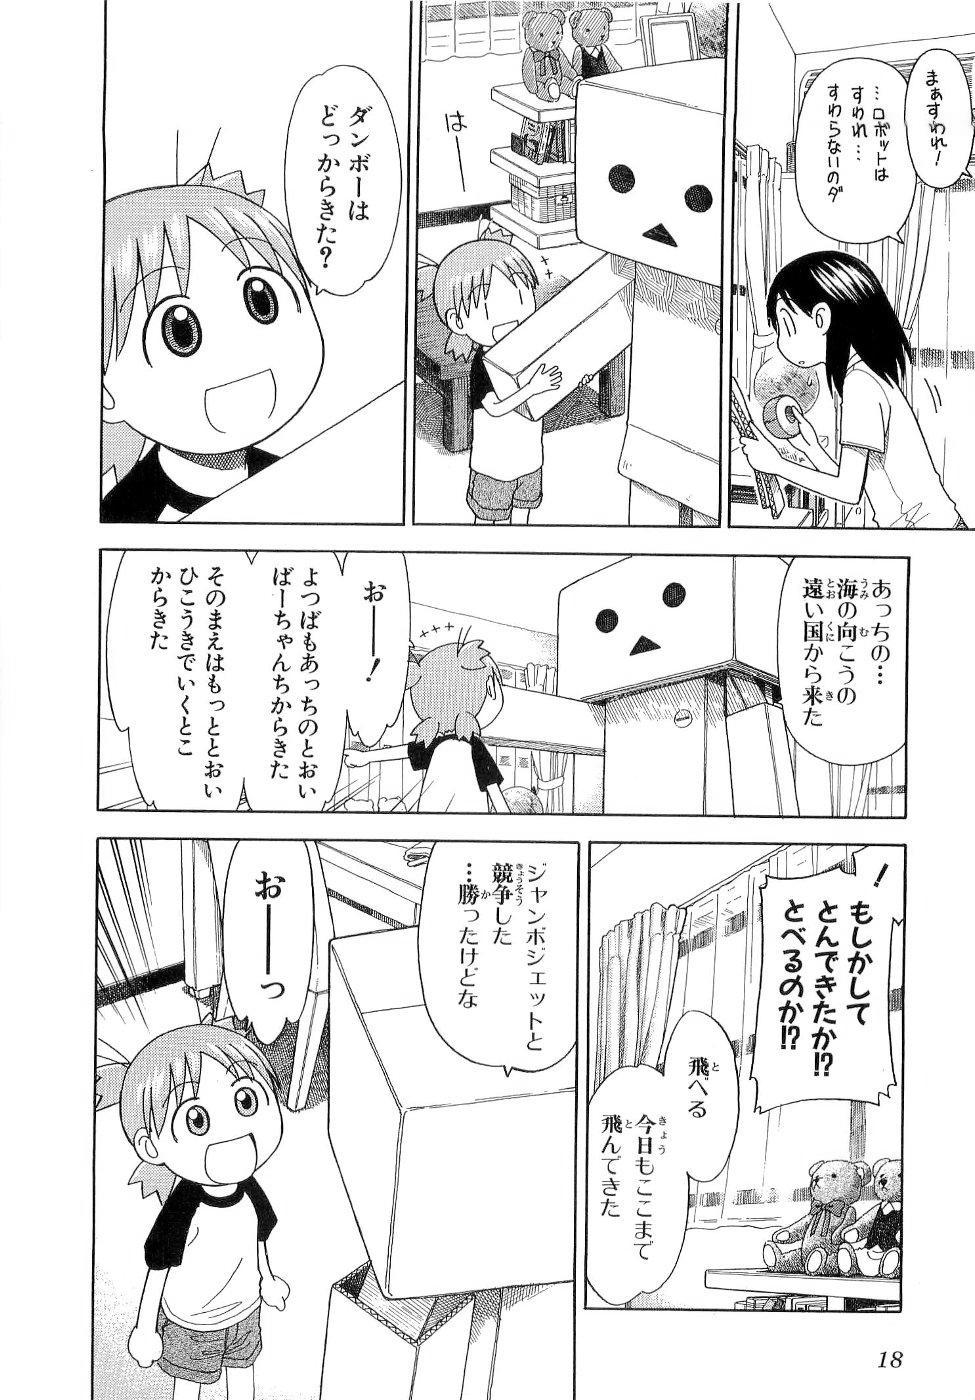 まぁすわれ!
…ロボットは
すわれ…
すわらないのダ
はーー
ダンボーは
どっからきた?
あっちの…
海の向こうの
遠い国から来た
おーー!
よつばもあっちのとおい
ばーちゃんちからきた
そのまえはもっととおい
ひこうきでいくとこ
からきた
!
もしかして
とんできたか!?
とべるのか!?
飛べる
今日もここまで
飛んできた
ジャンボジェットと
競争した
…勝ったけどな
おーーっ
18